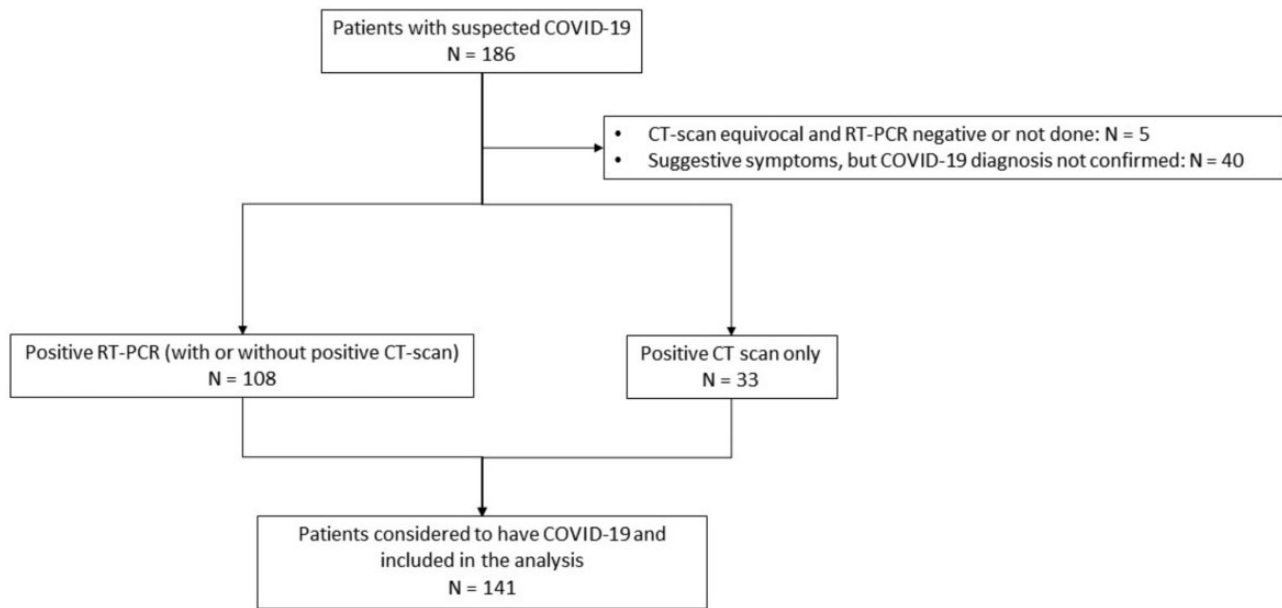 Patients with suspected COVID-19
N = 186
• CT-scan equivocal and RT-PCR negative or not done: N = 5
• Suggestive symptoms, but COVID-19 diagnosis not confirmed: N = 40
Positive RT-PCR (with or without positive CT-scan)
N = 108
Positive CT scan only
N = 33
Patients considered to have COVID-19 and
included in the analysis
N = 141